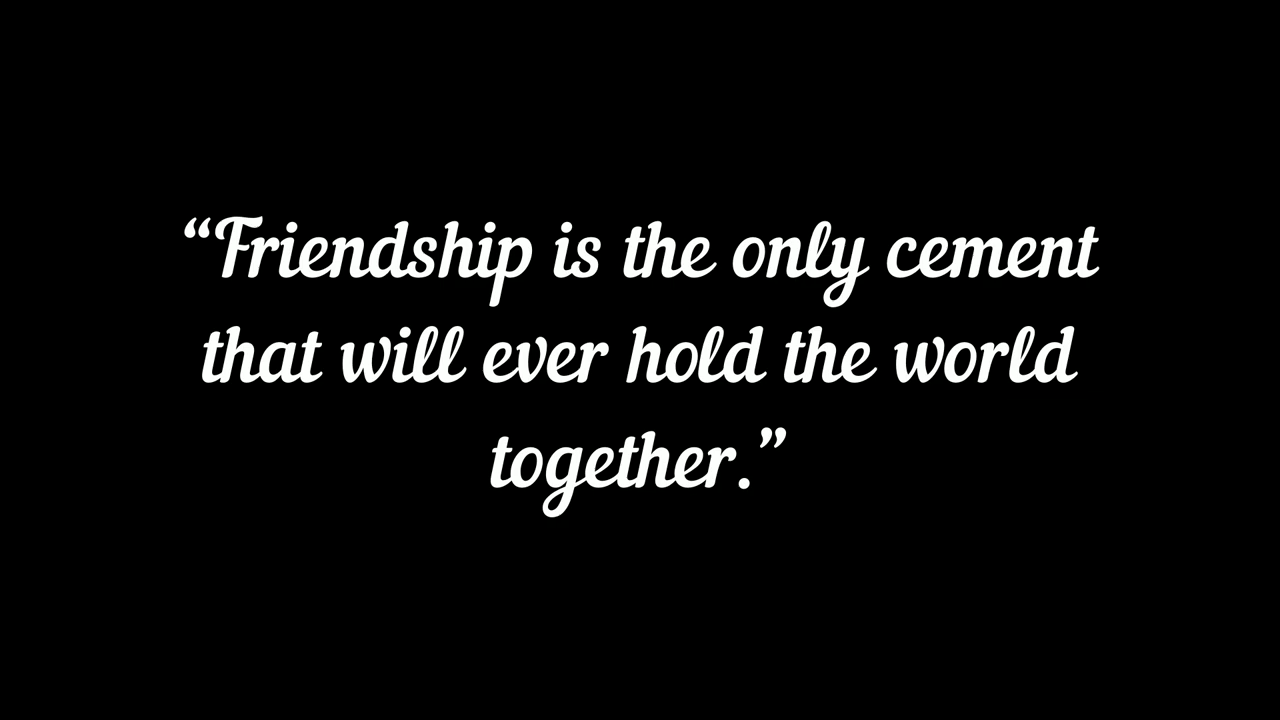 “Friendship is the only cement
that will ever hold the world
together.”